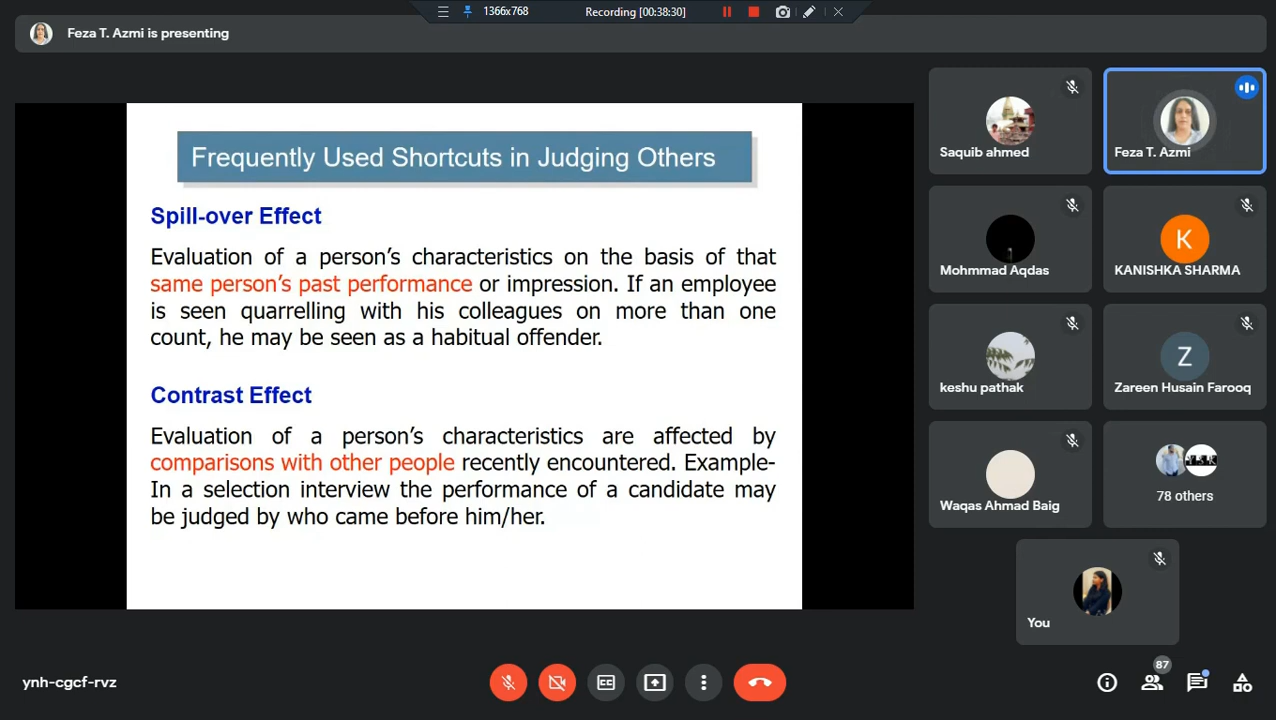 1366x768
Recording [00:38:30]
Feza T. Azmi is presenting
Frequently Used Shortcuts in Judging Others
Spill-over Effect
Evaluation of a person’s characteristics on the basis of that
same person’s past performance or impression. If an employee
is seen quarrelling with his colleagues on more than one
count, he may be seen as a habitual offender.
Contrast Effect
Evaluation of a person’s characteristics are affected by
comparisons with other people recently encountered. Example-
In a selection interview the performance of a candidate may
be judged by who came before him/her.
Saquib ahmed
Feza T. Azmi
Mohmmad Aqdas
K
KANISHKA SHARMA
keshu pathak
Z
Zareen Husain Farooq
Waqas Ahmad Baig
78 others
You
ynh-cgcf-rvz
CC
87